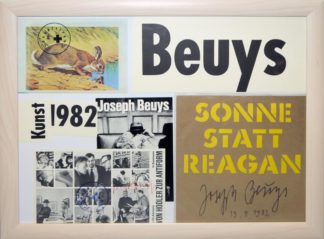 Beuys
Kunst
1982
Joseph Beuys
VON HODLER ZUR ANTIFORM
SONNE
STATT
REAGAN
Joseph Beuys